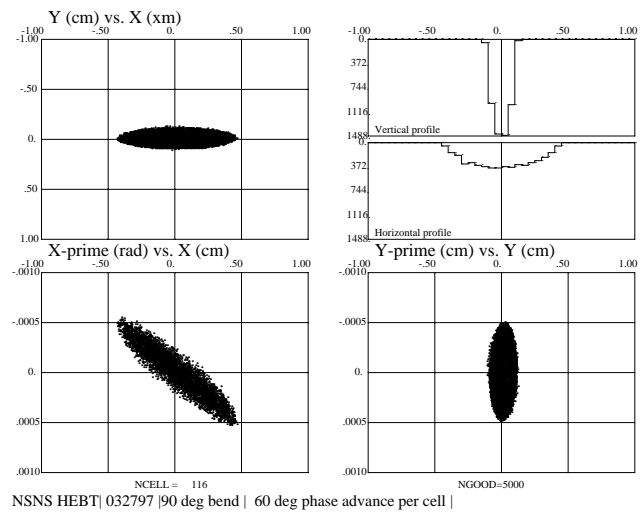 Y (cm) vs. X (xm)
-1.00 -.50 0. .50 1.00
-1.00
-.50
0.
.50
1.00
-1.00 -.50 0. .50 1.00
0.
372.
744.
1116.
1488.
Vertical profile
0.
372.
744.
1116.
1488.
Horizontal profile
X-prime (rad) vs. X (cm)
-1.00 -.50 0. .50 1.00
-.0010
-.0005
0.
.0005
.0010
NCELL = 116
Y-prime (cm) vs. Y (cm)
-1.00 -.50 0. .50 1.00
-.0010
-.0005
0.
.0005
.0010
NGOOD=5000
NSNS HEBT| 032797 |90 deg bend | 60 deg phase advance per cell |